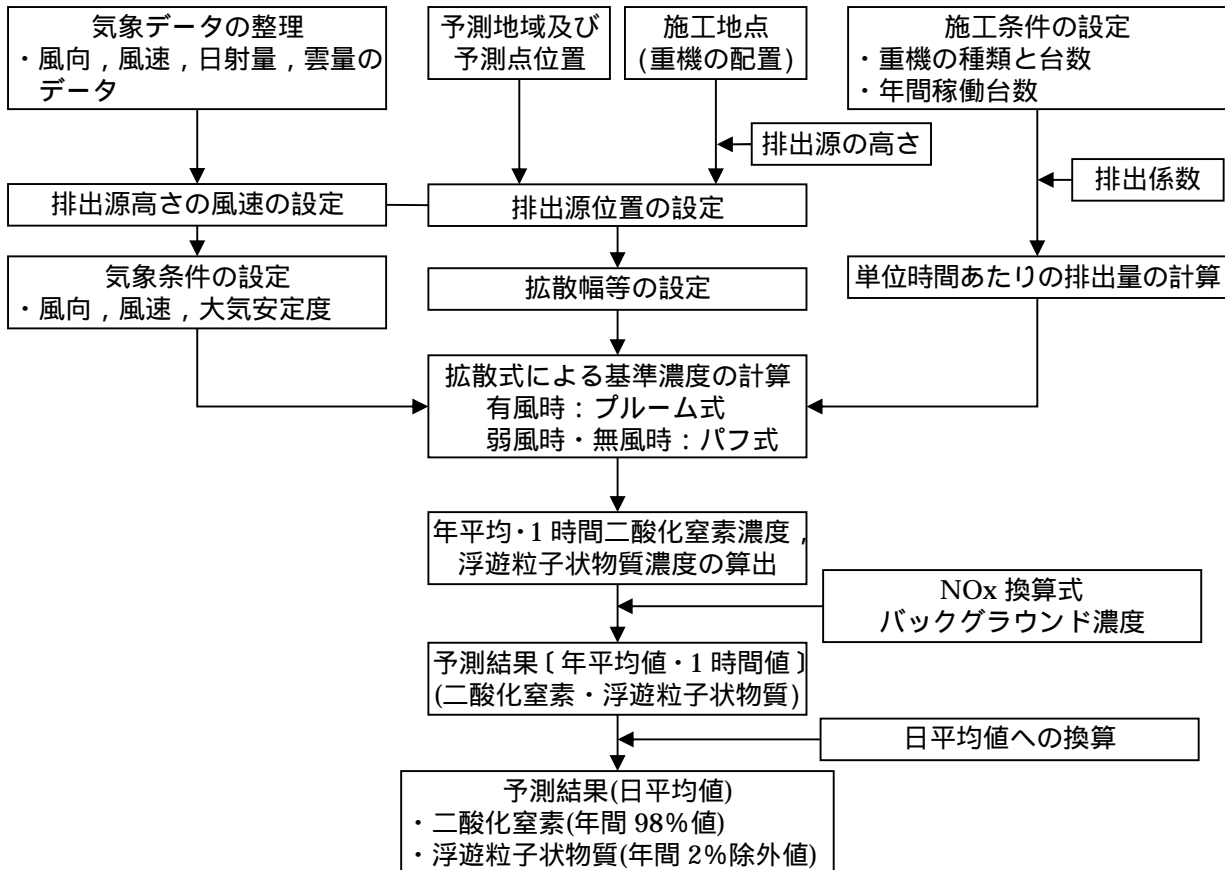 気象データの整理
・風向，風速，日射量，雲量の
データ
予測地域及び
予測点位置
施工地点
(重機の配置)
施工条件の設定
・重機の種類と台数
・年間稼働台数
排出源の高さ
排出係数
排出源高さの風速の設定
排出源位置の設定
気象条件の設定
・風向，風速，大気安定度
拡散幅等の設定
単位時間あたりの排出量の計算
拡散式による基準濃度の計算
有風時：プルーム式
弱風時・無風時：パフ式
年平均・1 時間二酸化窒素濃度，
浮遊粒子状物質濃度の算出
NOx 換算式
バックグラウンド濃度
予測結果〔年平均値・1 時間値〕
(二酸化窒素・浮遊粒子状物質)
日平均値への換算
予測結果(日平均値)
・二酸化窒素(年間 98%値)
・浮遊粒子状物質(年間 2%除外値)